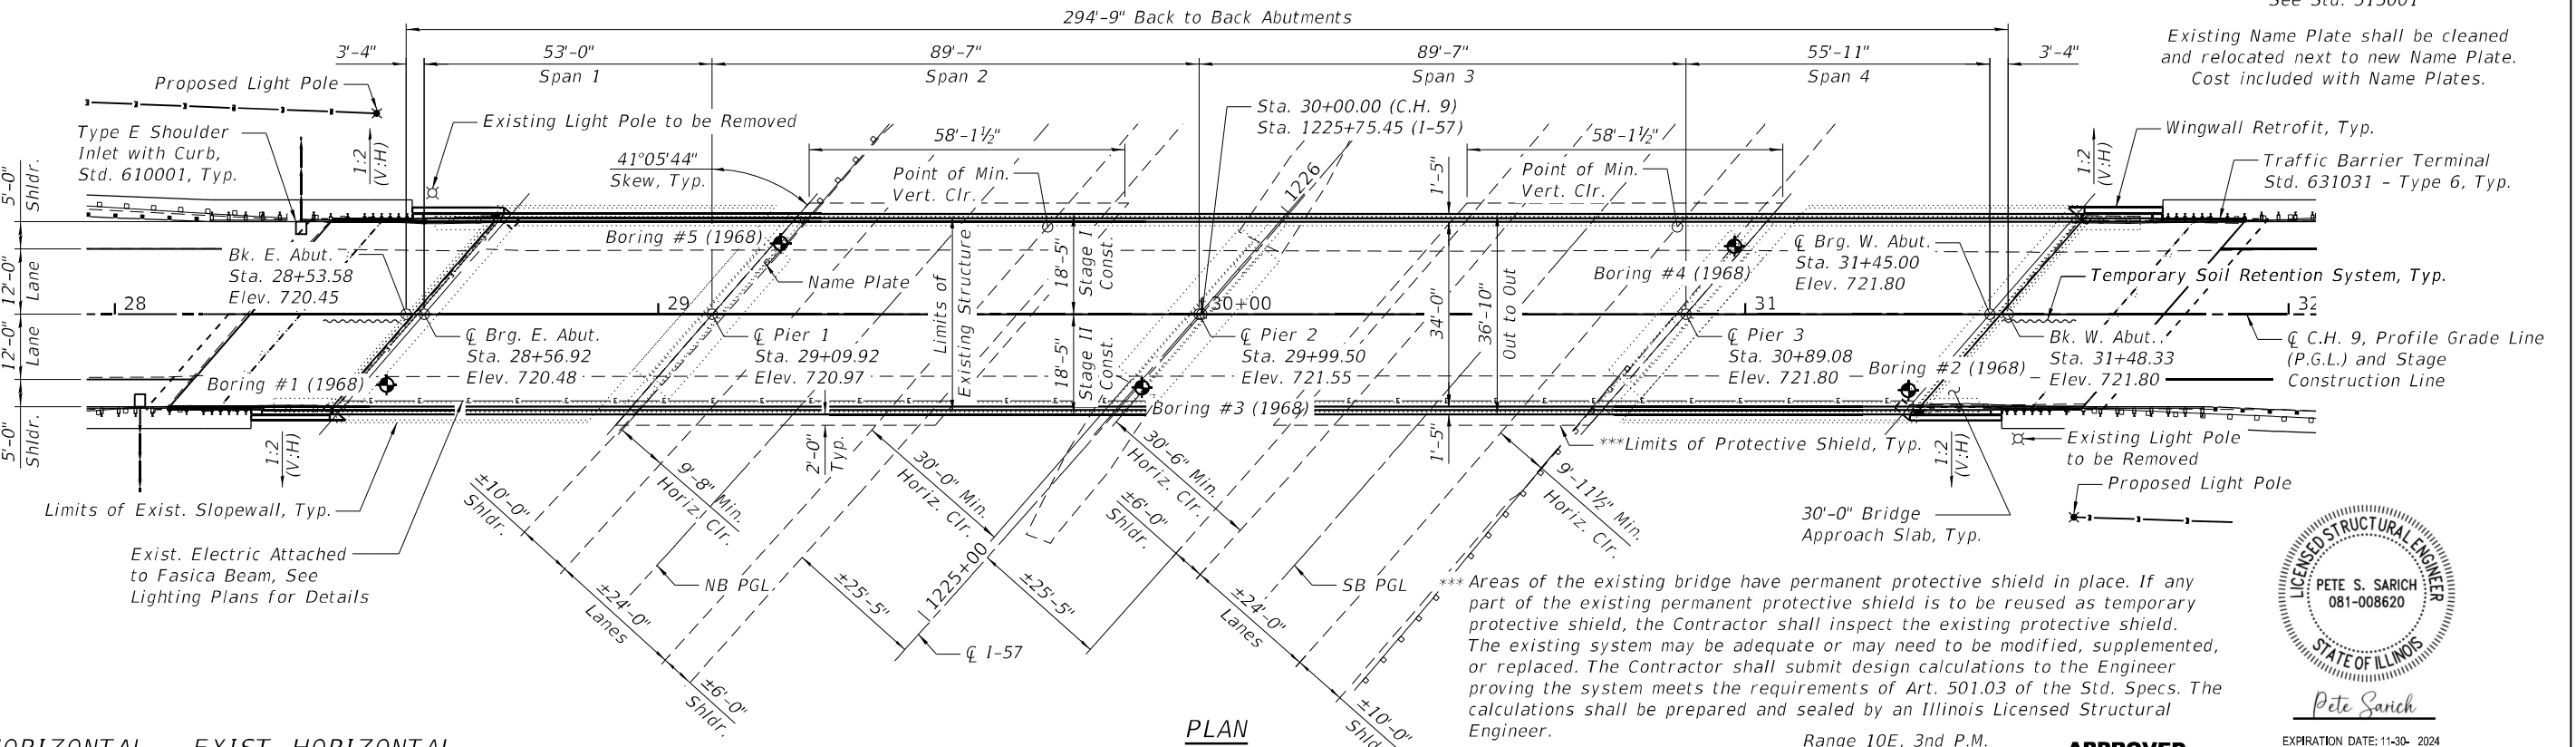 See Std. 515001
Existing Name Plate shall be cleaned
and relocated next to new Name Plate.
Cost included with Name Plates.
294'-9" Back to Back Abutments
3'-4"
53'-0"
Span 1
89'-7"
Span 2
89'-7"
Span 3
55'-11"
Span 4
3'-4"
Proposed Light Pole
Type E Shoulder
Inlet with Curb,
Std. 610001, Typ.
1:2
(V:H)
Existing Light Pole to be Removed
41°05'44"
Skew, Typ.
58'-1½"
Point of Min.
Vert. Clr.
Sta. 30+00.00 (C.H. 9)
Sta. 1225+75.45 (I-57)
1226
58'-1½"
Point of Min.
Vert. Clr.
1'-5"
1:2
(V:H)
Wingwall Retrofit, Typ.
Traffic Barrier Terminal
Std. 631031 - Type 6, Typ.
5'-0"
Shldr.
12'-0"
Lane
12'-0"
Lane
5'-0"
Shldr.
Bk. E. Abut.
Sta. 28+53.58
Elev. 720.45
Boring #5 (1968)
Name Plate
Limits of
Existing Structure
18'-5"
Stage I
Const.
18'-5"
Stage II
Const.
34'-0"
36'-10"
Out to Out
Boring #4 (1968)
℄ Brg. W. Abut.
Sta. 31+45.00
Elev. 721.80
Temporary Soil Retention System, Typ.
28
29
30+00
31
32
℄ Brg. E. Abut.
Sta. 28+56.92
Elev. 720.48
℄ Pier 1
Sta. 29+09.92
Elev. 720.97
℄ Pier 2
Sta. 29+99.50
Elev. 721.55
℄ Pier 3
Sta. 30+89.08
Elev. 721.80
Bk. W. Abut.
Sta. 31+48.33
Elev. 721.80
℄ C.H. 9, Profile Grade Line
(P.G.L.) and Stage
Construction Line
Boring #1 (1968)
Boring #3 (1968)
Boring #2 (1968)
1:2
(V:H)
2'-0"
Typ.
1'-5"
***Limits of Protective Shield, Typ.
1:2
(V:H)
Existing Light Pole
to be Removed
Proposed Light Pole
30'-0" Bridge
Approach Slab, Typ.
Limits of Exist. Slopewall, Typ.
Exist. Electric Attached
to Fasica Beam, See
Lighting Plans for Details
±10'-0"
Shldr.
9'-8" Min.
Horiz. Clr.
30'-0" Min.
Horiz. Clr.
30'-6" Min.
Horiz. Clr.
±6'-0"
Shldr.
9'-11½" Min.
Horiz. Clr.
±24'-0"
Lanes
NB PGL
±25'-5"
1225+00
±25'-5"
℄ I-57
±24'-0"
Lanes
SB PGL
±6'-0"
Shldr.
±10'-0"
Shldr.
*** Areas of the existing bridge have permanent protective shield in place. If any
part of the existing permanent protective shield is to be reused as temporary
protective shield, the Contractor shall inspect the existing protective shield.
The existing system may be adequate or may need to be modified, supplemented,
or replaced. The Contractor shall submit design calculations to the Engineer
proving the system meets the requirements of Art. 501.03 of the Std. Specs. The
calculations shall be prepared and sealed by an Illinois Licensed Structural
Engineer.
LICENSED STRUCTURAL ENGINEER
PETE S. SARICH
081-008620
STATE OF ILLINOIS
Pete Sarich
EXPIRATION DATE: 11-30- 2024
PLAN
HORIZONTAL
EXIST. HORIZONTAL
Range 10E, 3nd P.M.
APPROVED